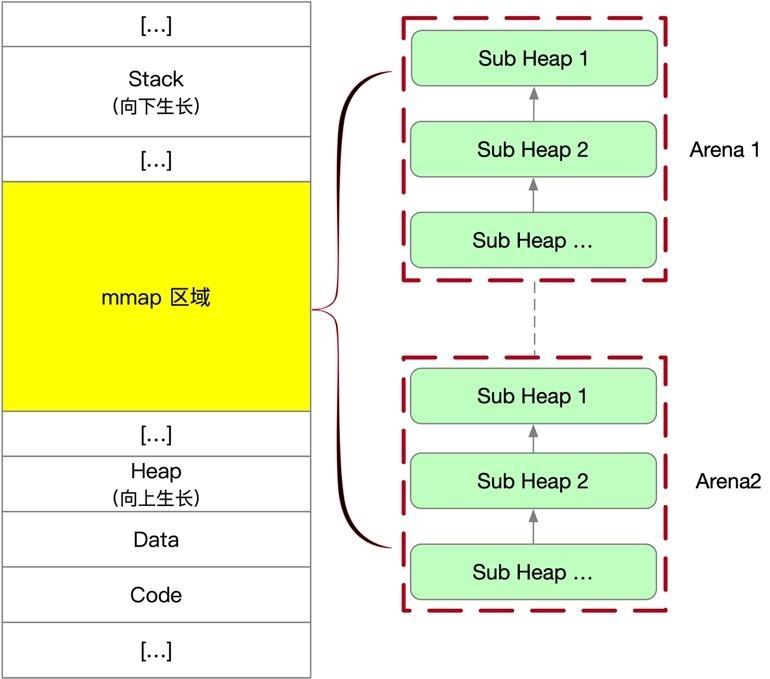 [...]
Stack
(向下生长)
[...]
mmap 区域
[...]
Heap
(向上生长)
Data
Code
[...]
Sub Heap 1
Sub Heap 2
Sub Heap ...
Arena 1
Sub Heap 1
Sub Heap 2
Sub Heap ...
Arena2